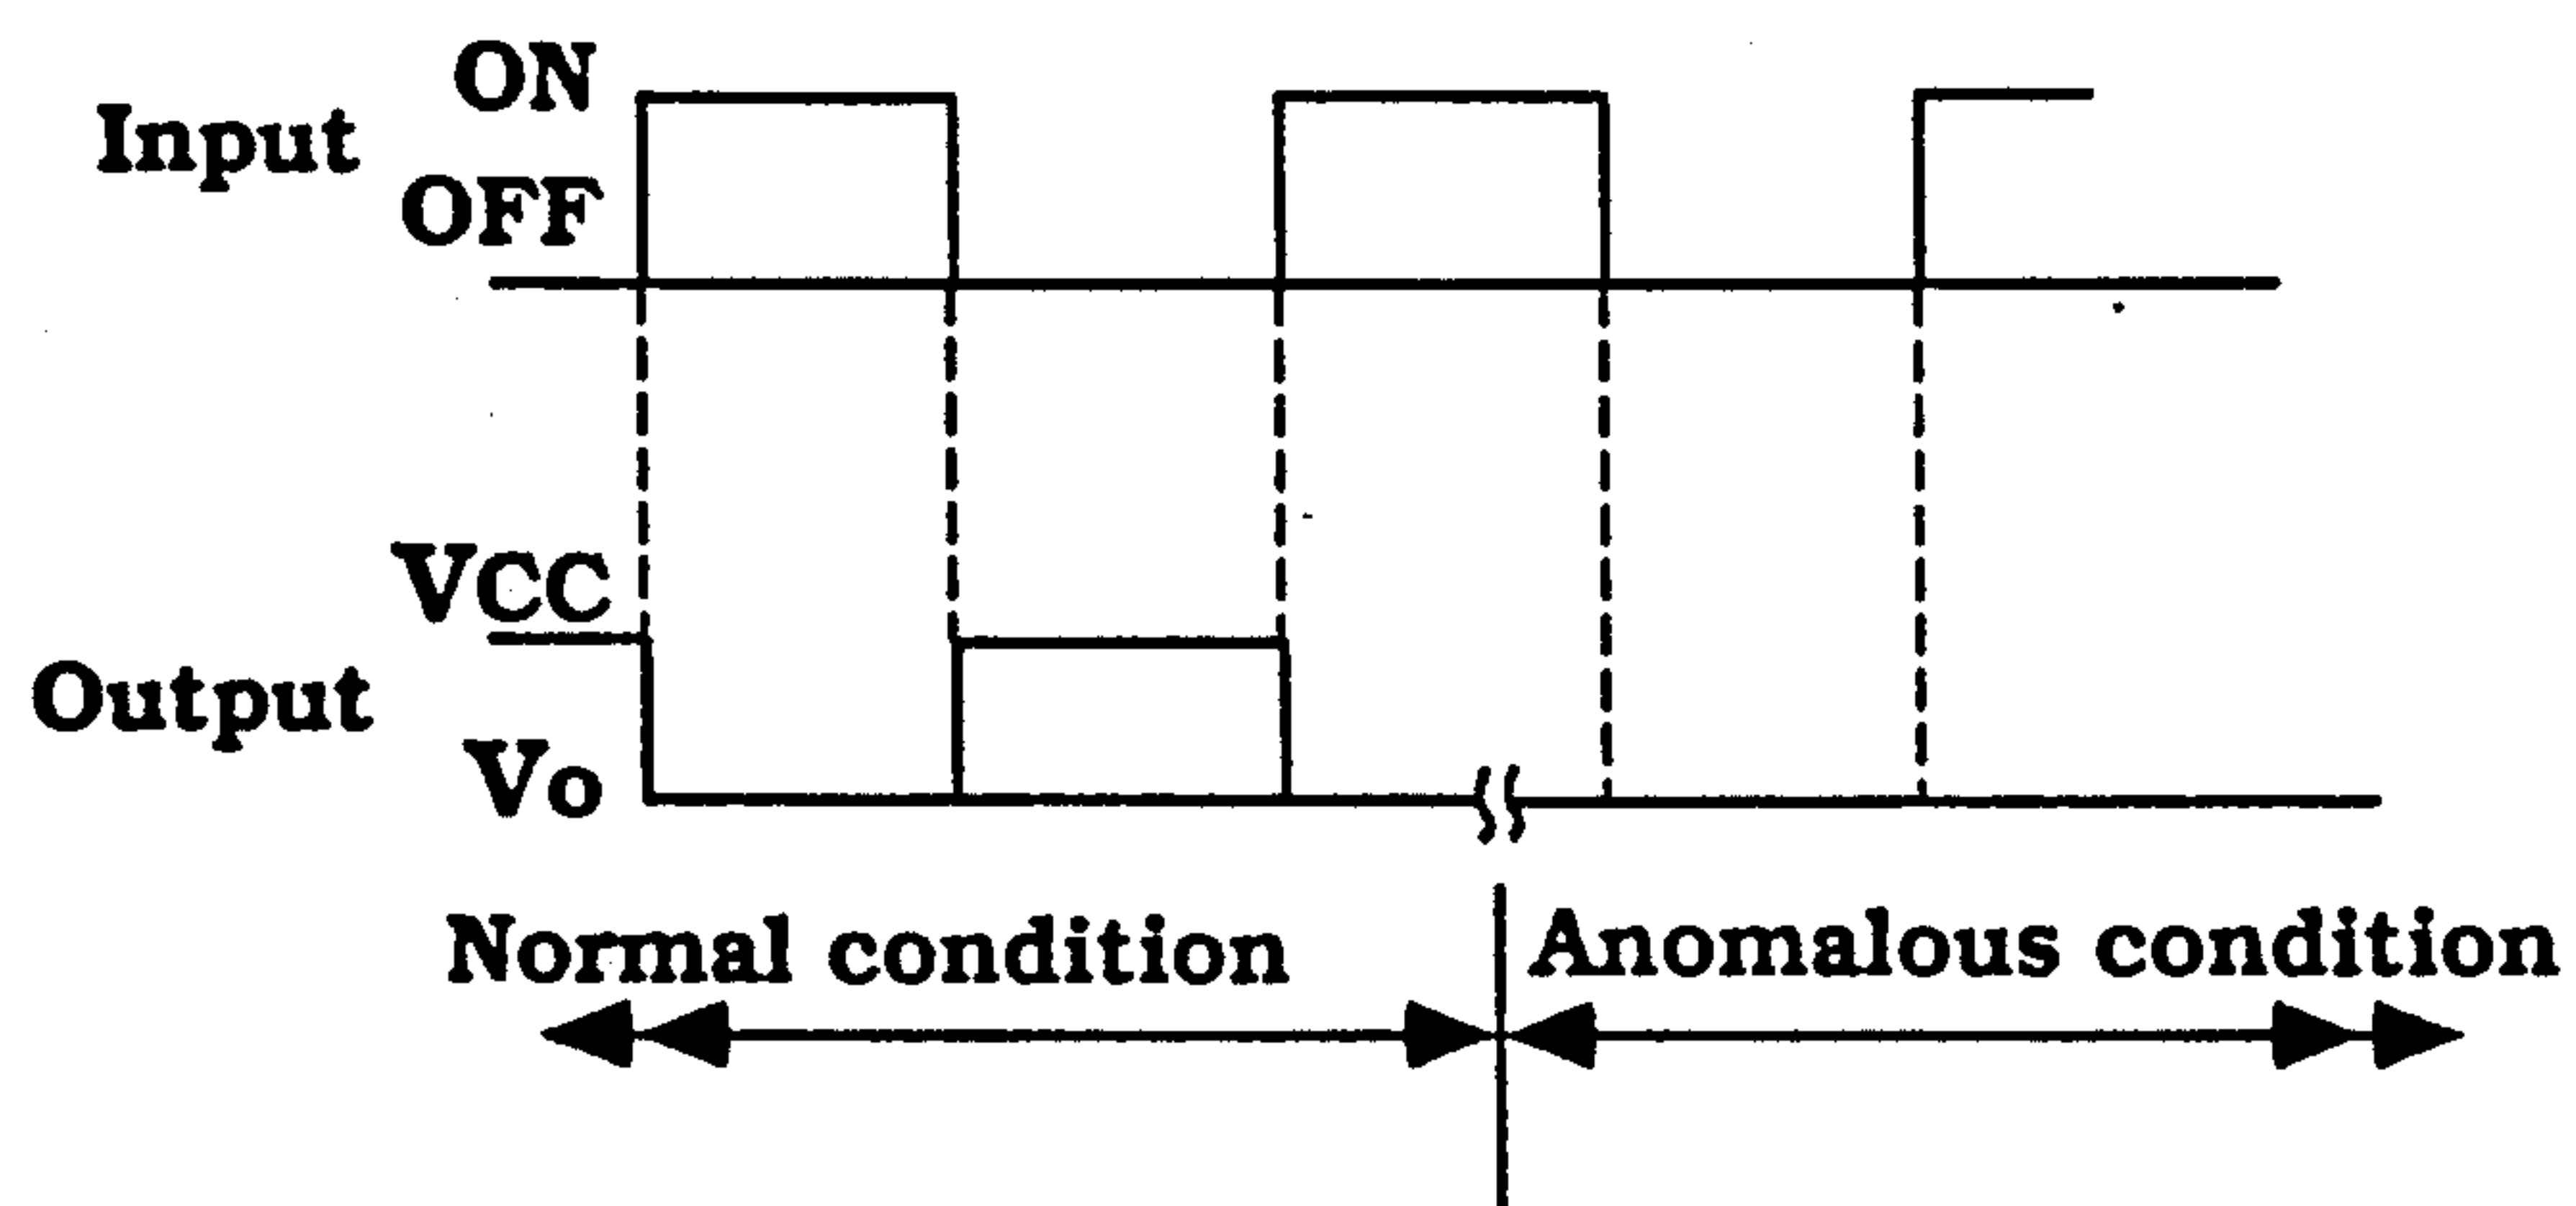 ON
Input
OFF
VCC
Output
Vo
Normal condition
Anomalous condition